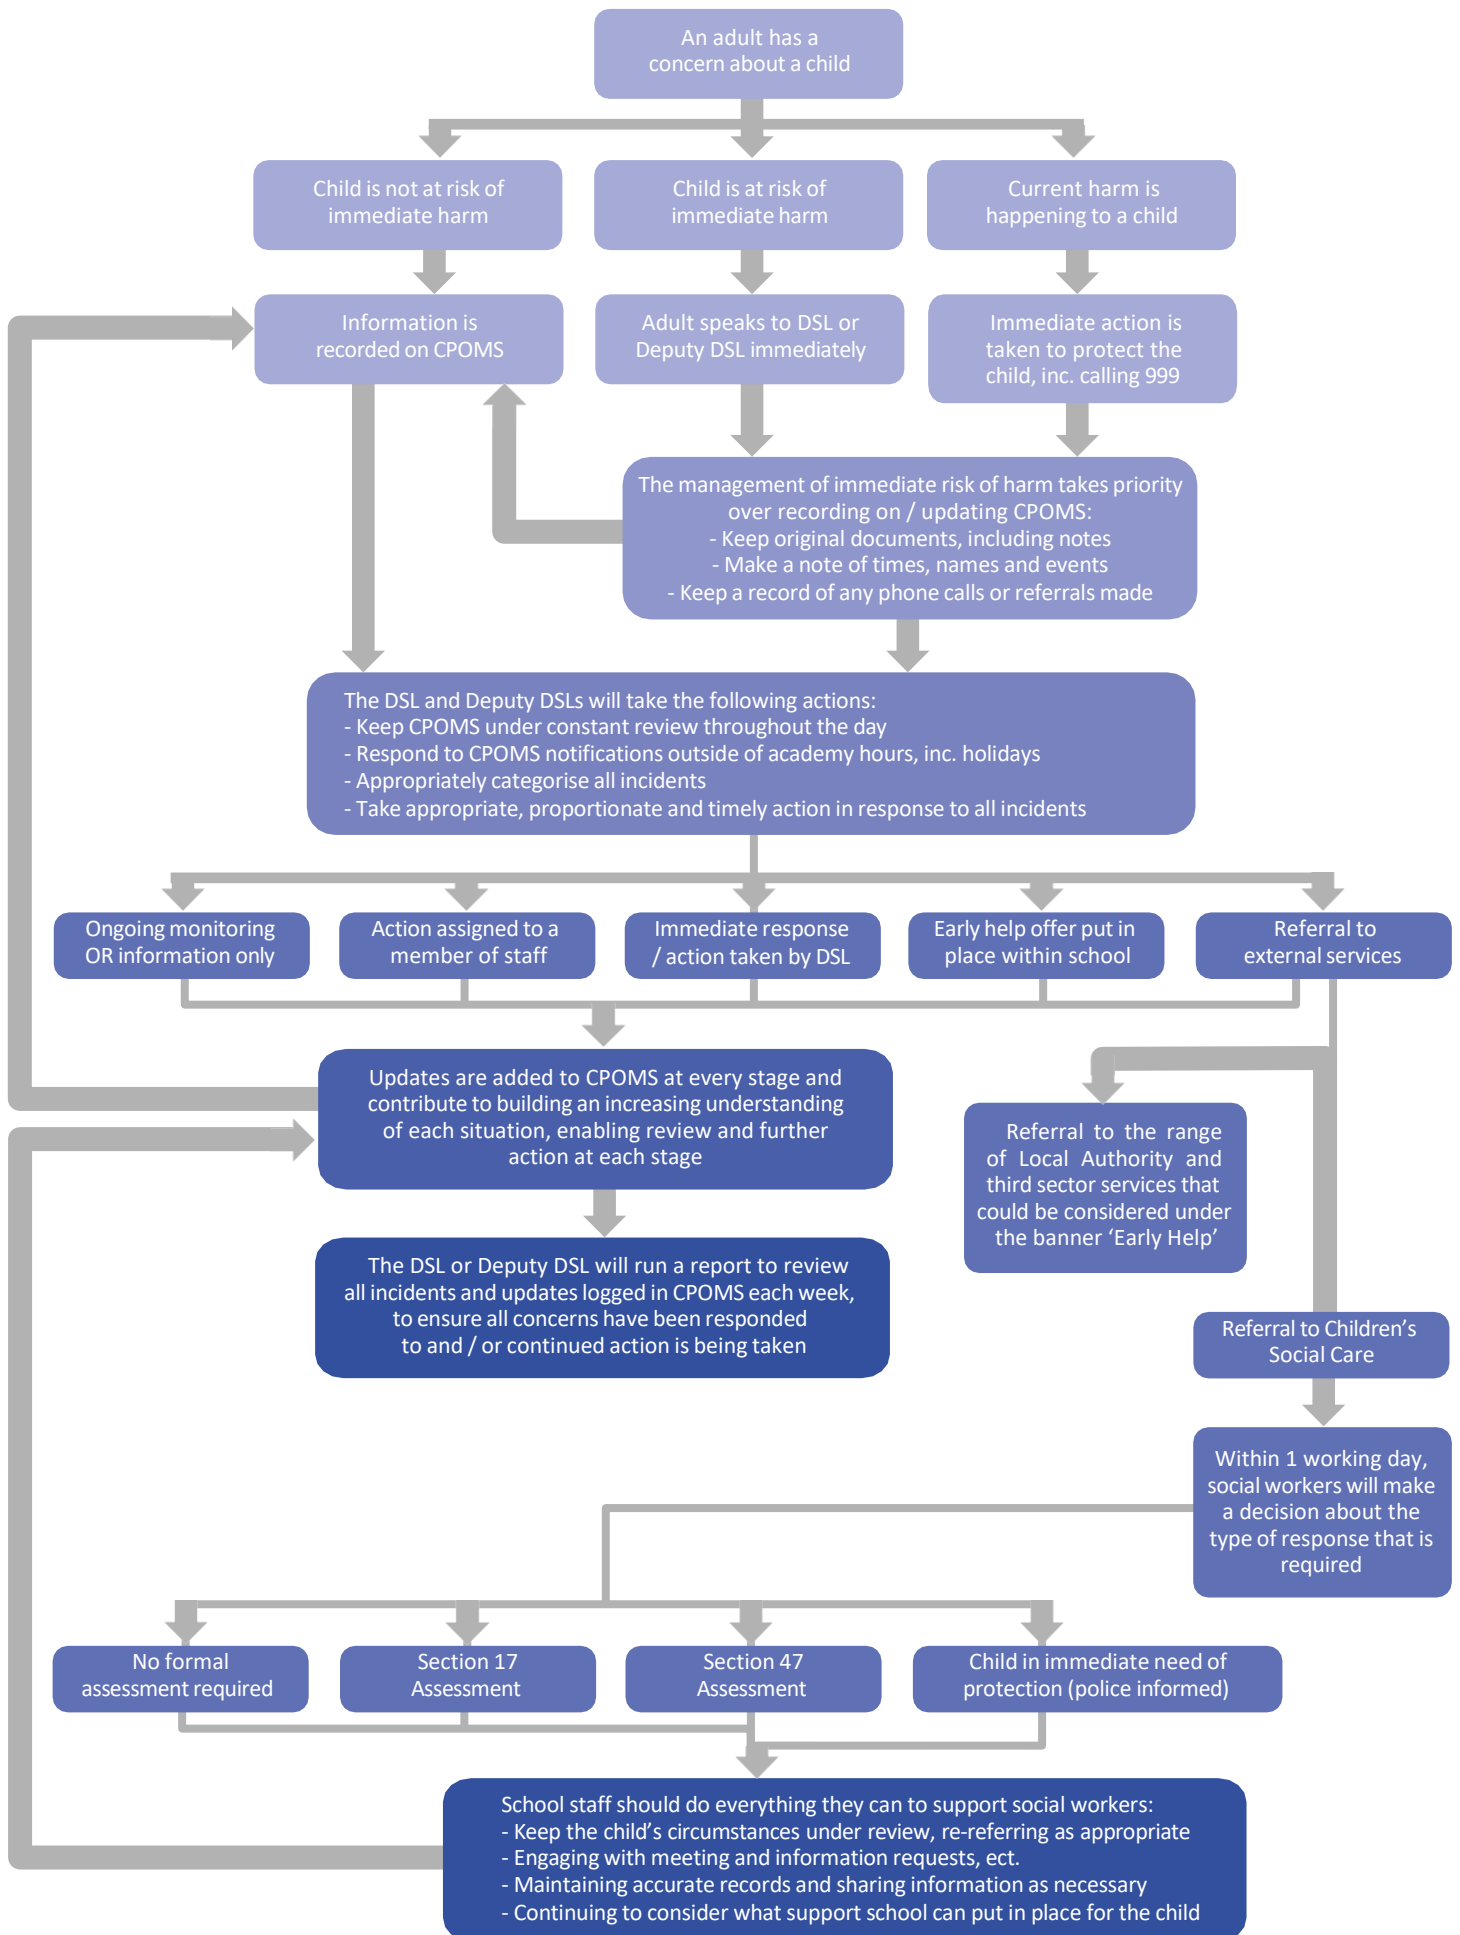 An adult has a
concern about a child
Child is not at risk of
immediate harm
Child is at risk of
immediate harm
Current harm is
happening to a child
Information is
recorded on CPOMS
Adult speaks to DSL or
Deputy DSL immediately
Immediate action is
taken to protect the
child, inc. calling 999
The management of immediate risk of harm takes priority
over recording on / updating CPOMS:
- Keep original documents, including notes
- Make a note of times, names and events
- Keep a record of any phone calls or referrals made
The DSL and Deputy DSLs will take the following actions:
- Keep CPOMS under constant review throughout the day
- Respond to CPOMS notifications outside of academy hours, inc. holidays
- Appropriately categorise all incidents
- Take appropriate, proportionate and timely action in response to all incidents
Ongoing monitoring
OR information only
Action assigned to a
member of staff
Immediate response
/ action taken by DSL
Early help offer put in
place within school
Referral to
external services
Updates are added to CPOMS at every stage and
contribute to building an increasing understanding
of each situation, enabling review and further
action at each stage
Referral to the range
of Local Authority and
third sector services that
could be considered under
the banner ‘Early Help’
The DSL or Deputy DSL will run a report to review
all incidents and updates logged in CPOMS each week,
to ensure all concerns have been responded
to and / or continued action is being taken
Referral to Children’s
Social Care
Within 1 working day,
social workers will make
a decision about the
type of response that is
required
No formal
assessment required
Section 17
Assessment
Section 47
Assessment
Child in immediate need of
protection (police informed)
School staff should do everything they can to support social workers:
- Keep the child’s circumstances under review, re-referring as appropriate
- Engaging with meeting and information requests, ect.
- Maintaining accurate records and sharing information as necessary
- Continuing to consider what support school can put in place for the child